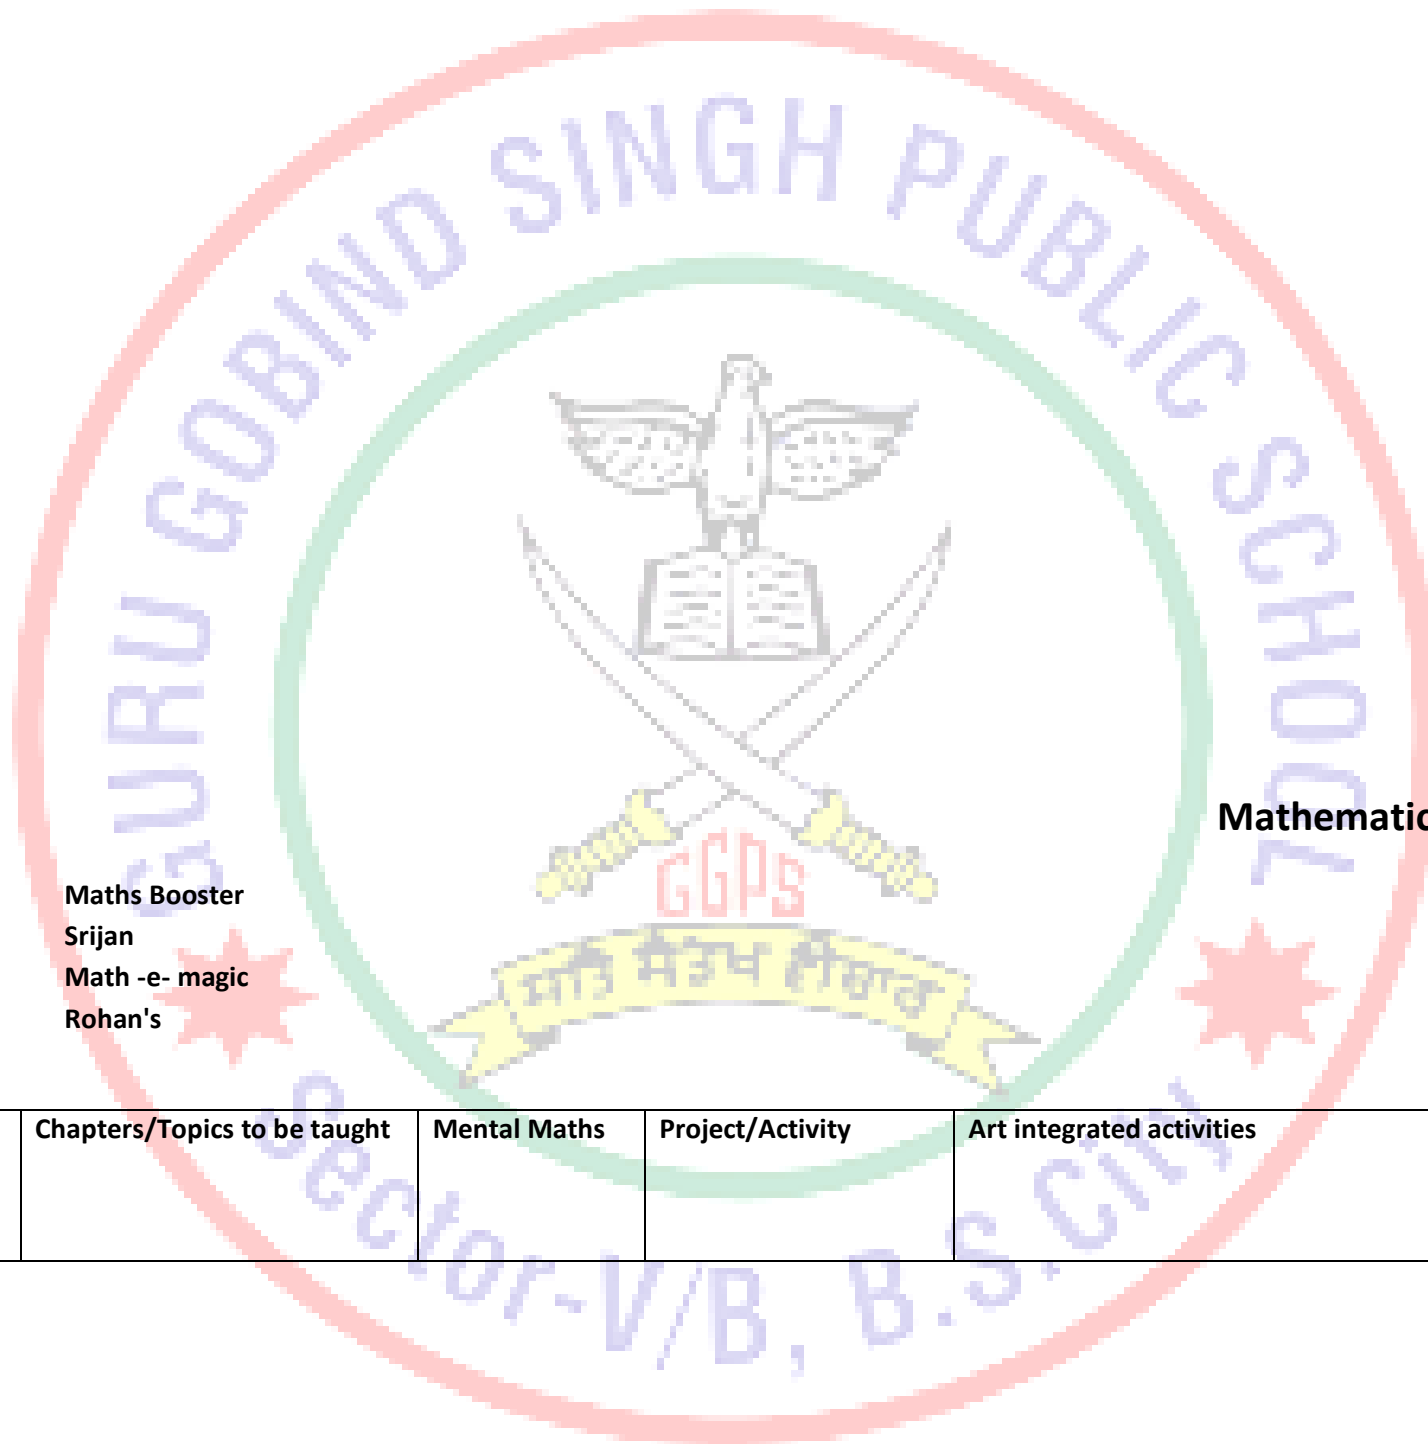 GURU GOBIND SINGH PUBLIC SCHOOL
Mathematic
Maths Booster
Srijan
Math -e- magic
Rohan's
GGPS
Chapters/Topics to be taught
Mental Maths
Project/Activity
Art integrated activities
Sector-V/B, B.S.City